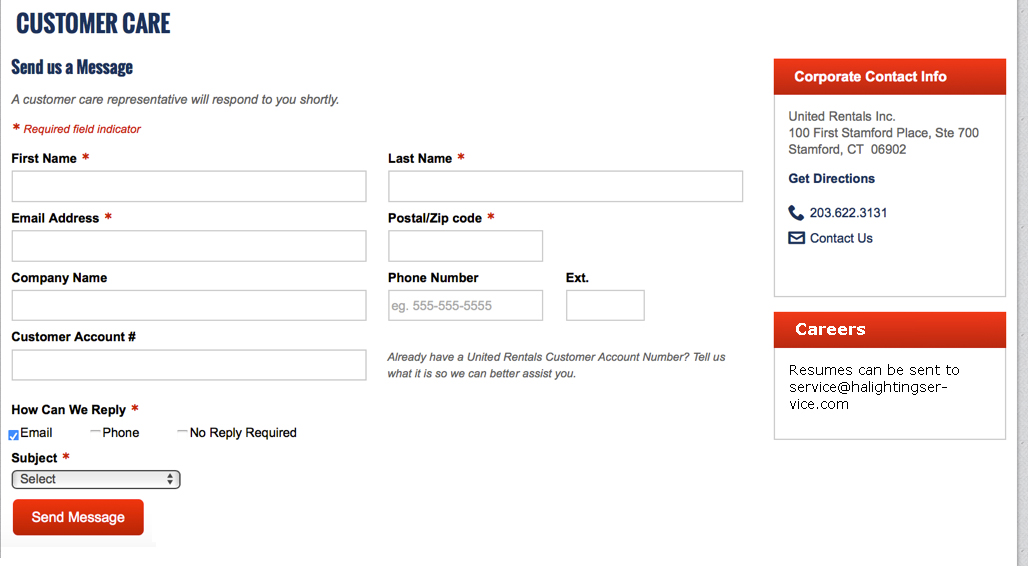 CUSTOMER CARE
Send us a Message
A customer care representative will respond to you shortly.
* Required field indicator
First Name *
Last Name *
Email Address *
Postal/Zip code *
Company Name
Phone Number
Ext.
eg. 555-555-5555
Customer Account #
Already have a United Rentals Customer Account Number? Tell us
what it is so we can better assist you.
How Can We Reply *
Email
Phone
No Reply Required
Subject *
Select
Send Message
Corporate Contact Info
United Rentals Inc.
100 First Stamford Place, Ste 700
Stamford, CT 06902
Get Directions
203.622.3131
Contact Us
Careers
Resumes can be sent to
service@halightingser-
vice.com